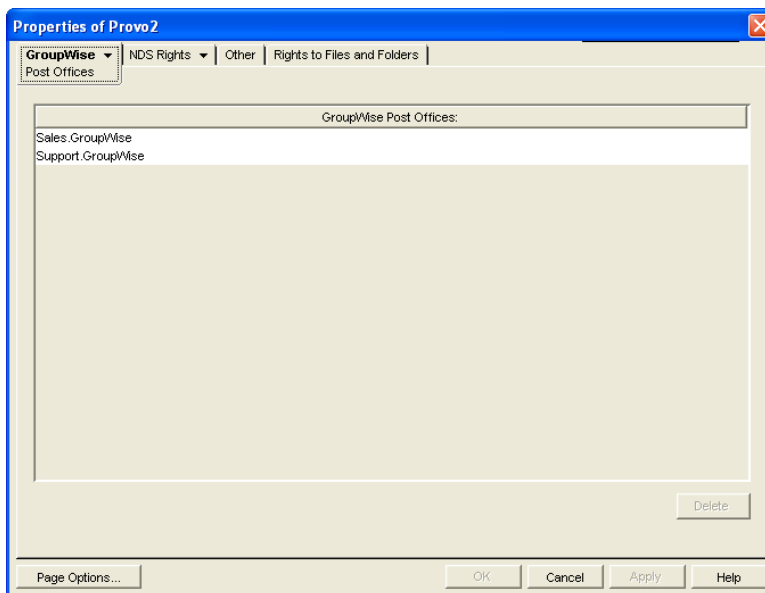 Properties of Provo2
GroupWise NDS Rights Other Rights to Files and Folders
Post Offices
GroupWise Post Offices:
Sales.GroupWise
Support.GroupWise
Delete
Page Options... OK Cancel Apply Help